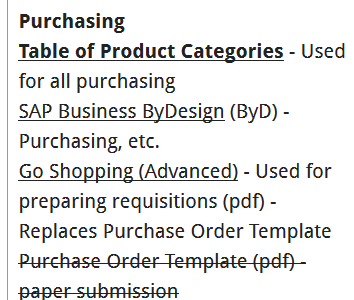 Purchasing
Table of Product Categories - Used
for all purchasing
SAP Business ByDesign (ByD) -
Purchasing, etc.
Go Shopping (Advanced) - Used for
preparing requisitions (pdf) -
Replaces Purchase Order Template
Purchase Order Template (pdf) -
paper submission